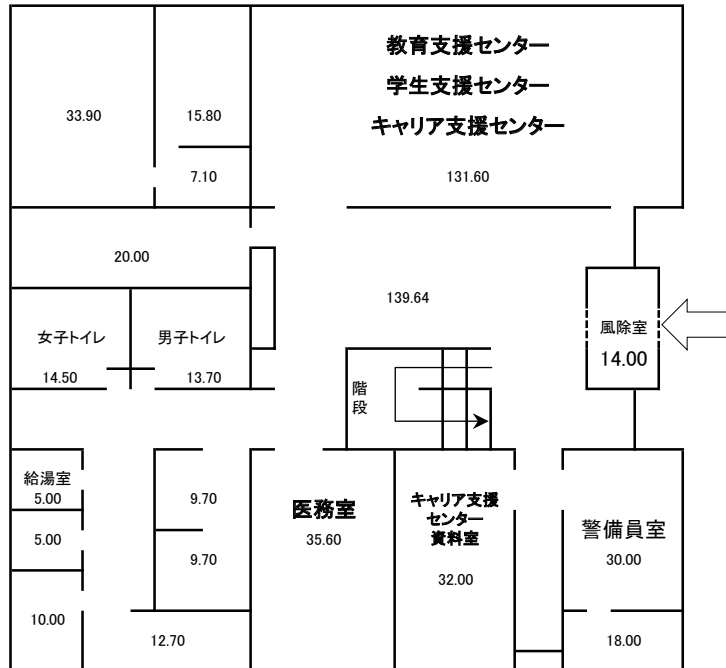 教育支援センター
学生支援センター
キャリア支援センター
33.90
15.80
7.10
131.60
20.00
139.64
風除室
14.00
女子トイレ
男子トイレ
14.50
13.70
階
段
給湯室
5.00
9.70
医務室
35.60
キャリア支援
センター
資料室
32.00
警備員室
30.00
5.00
9.70
10.00
12.70
18.00